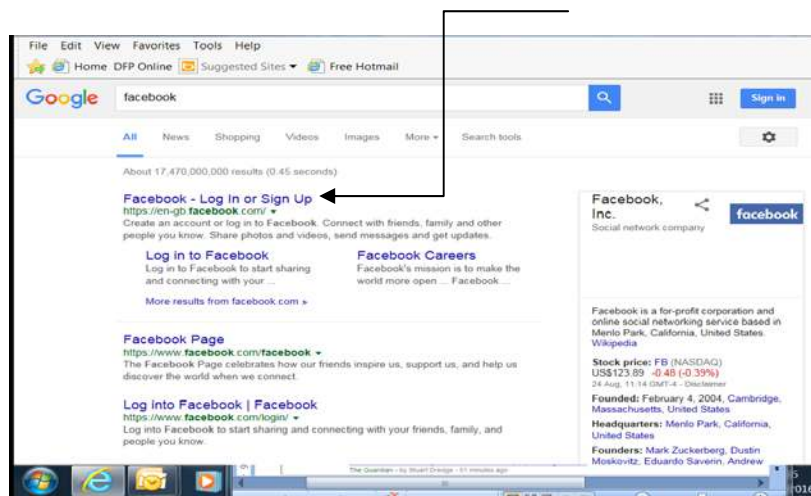 File Edit View Favorites Tools Help
Home DFP Online Suggested Sites Free Hotmail
Google facebook Sign in
All News Shopping Videos Images More Search tools
About 17,470,000,000 results (0.45 seconds)
Facebook - Log In or Sign Up
https://en-gb.facebook.com/
Create an account or log in to Facebook. Connect with friends, family and other
people you know. Share photos and videos, send messages and get updates.
Log in to Facebook
Log in to Facebook to start sharing
and connecting with your ...
Facebook Careers
Facebook's mission is to make the
world more open ... Facebook ...
More results from facebook.com »
Facebook Page
https://www.facebook.com/facebook
The Facebook Page celebrates how our friends inspire us, support us, and help us
discover the world when we connect.
Log into Facebook | Facebook
https://www.facebook.com/login/
Log into Facebook to start sharing and connecting with your friends, family, and
people you know.
Facebook,
Inc.
Social network company
facebook
Facebook is a for-profit corporation and
online social networking service based in
Menlo Park, California, United States.
Wikipedia
Stock price: FB (NASDAQ)
US$123.89 -0.48 (-0.39%)
24 Aug, 11:14 GMT-4 - Disclaimer
Founded: February 4, 2004, Cambridge,
Massachusetts, United States
Headquarters: Menlo Park, California,
United States
Founders: Mark Zuckerberg, Dustin
Moskovitz, Eduardo Saverin, Andrew
The Guardian - by Stuart Dredge - 51 minutes ago